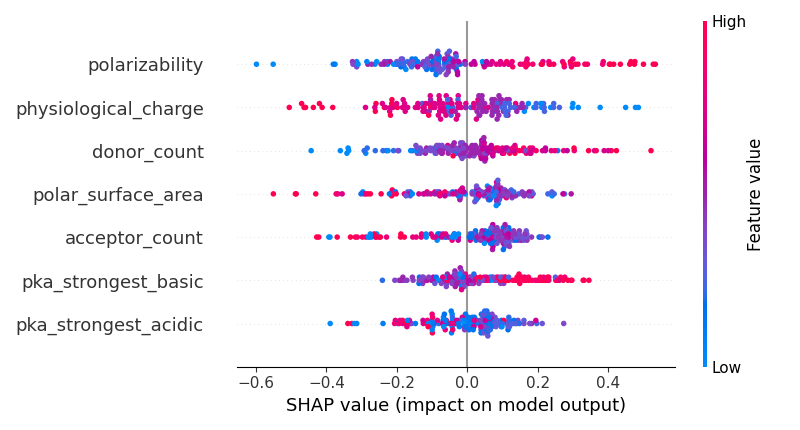 High
polarizability
physiological_charge
donor_count
polar_surface_area
acceptor_count
pka_strongest_basic
pka_strongest_acidic
Feature value
Low
−0.6 −0.4 −0.2 0.0 0.2 0.4
SHAP value (impact on model output)